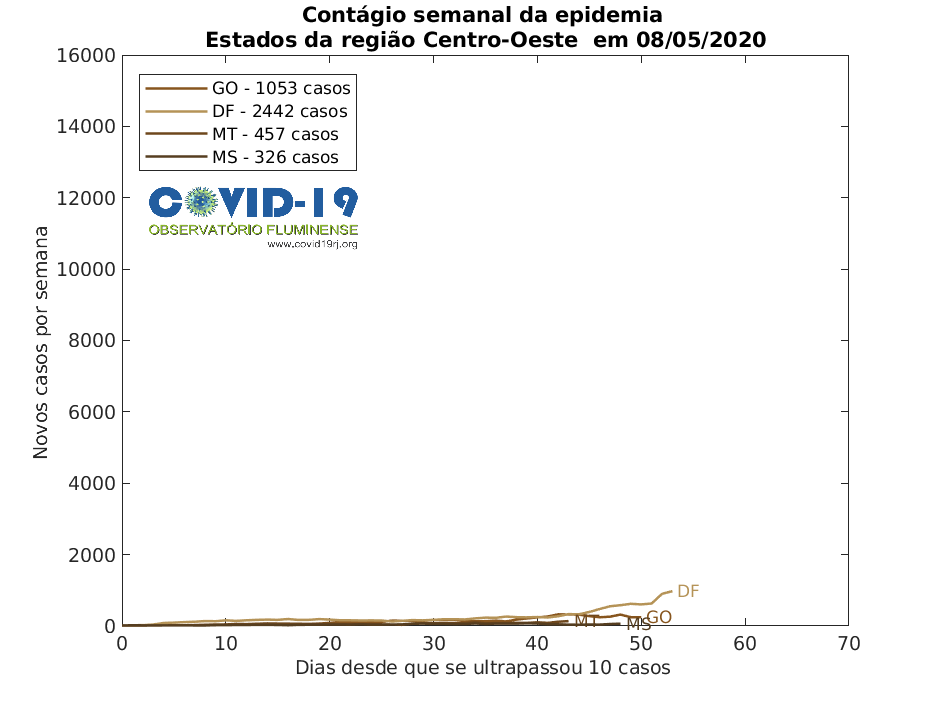 Contágio semanal da epidemia
Estados da região Centro-Oeste em 08/05/2020
16000
14000
12000
10000
8000
6000
4000
2000
0
Novos casos por semana
GO - 1053 casos
DF - 2442 casos
MT - 457 casos
MS - 326 casos
COVID-19
OBSERVATÓRIO FLUMINENSE
www.covid19rj.org
DF
GO
MT
MS
0 10 20 30 40 50 60 70
Dias desde que se ultrapassou 10 casos